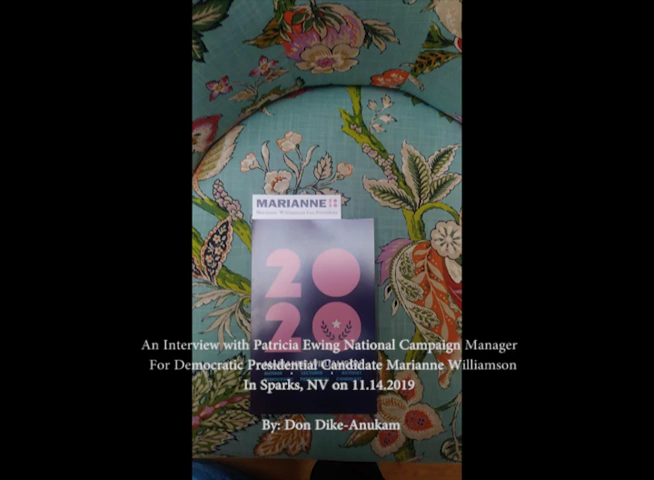 MARIANNE
Marianne Williamson For President
20
20
An Interview with Patricia Ewing National Campaign Manager
For Democratic Presidential Candidate Marianne Williamson
In Sparks, NV on 11.14.2019
By: Don Dike-Anukam